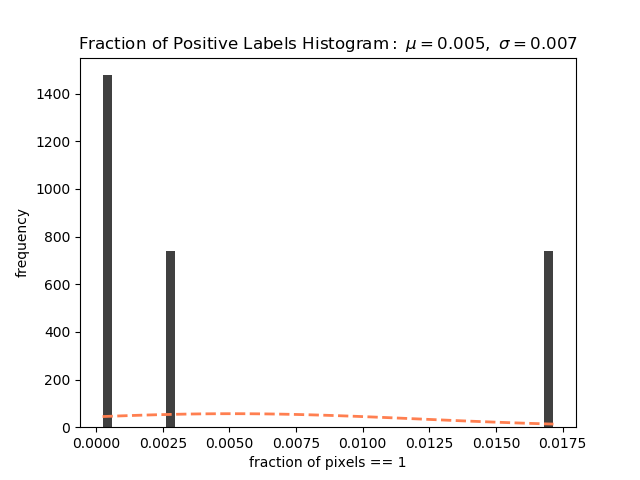 Fraction of Positive Labels Histogram : μ = 0.005, σ = 0.007
1400
1200
1000
800
600
400
200
0
frequency
0.0000 0.0025 0.0050 0.0075 0.0100 0.0125 0.0150 0.0175
fraction of pixels == 1